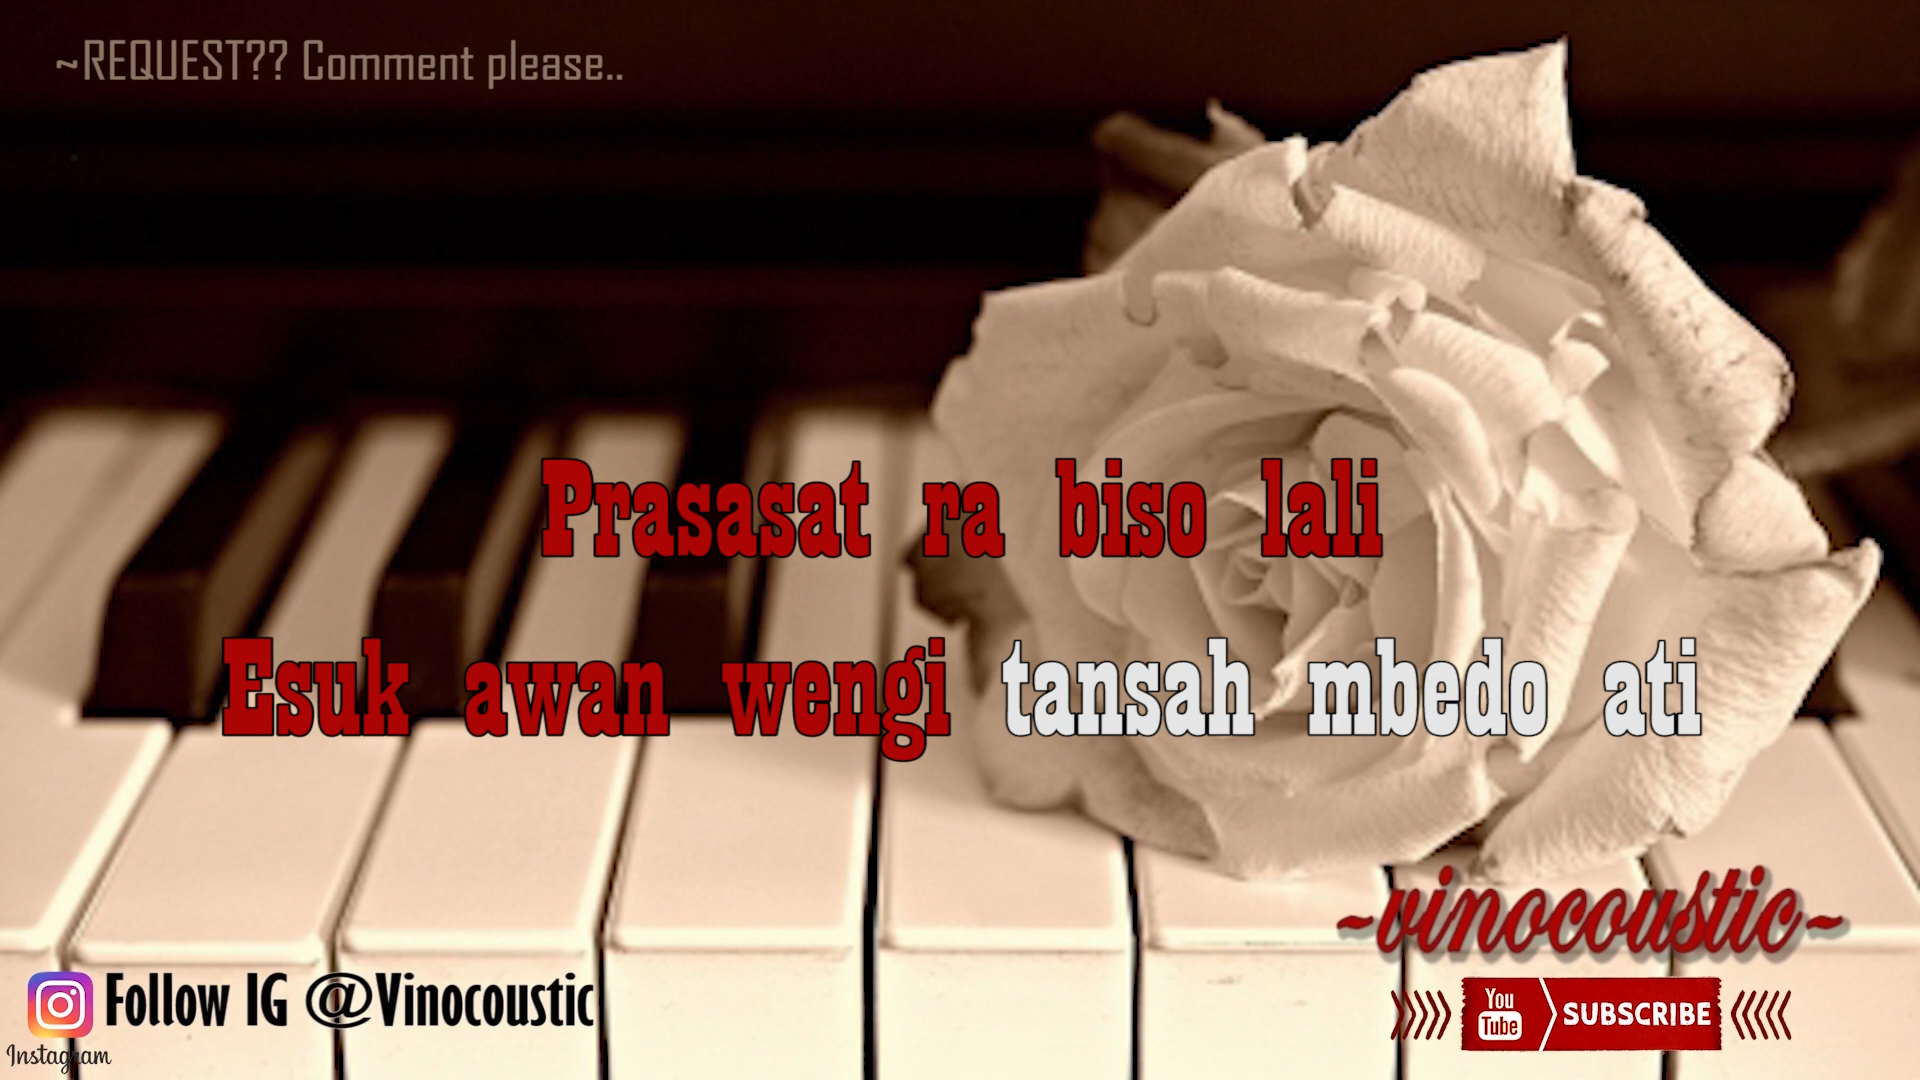 ~REQUEST?? Comment please..
Prasasat ra biso lali
Esuk awan wengi tansah mbedo ati
~vinocoustic~
Follow IG @Vinocoustic
You Tube SUBSCRIBE
Instagram